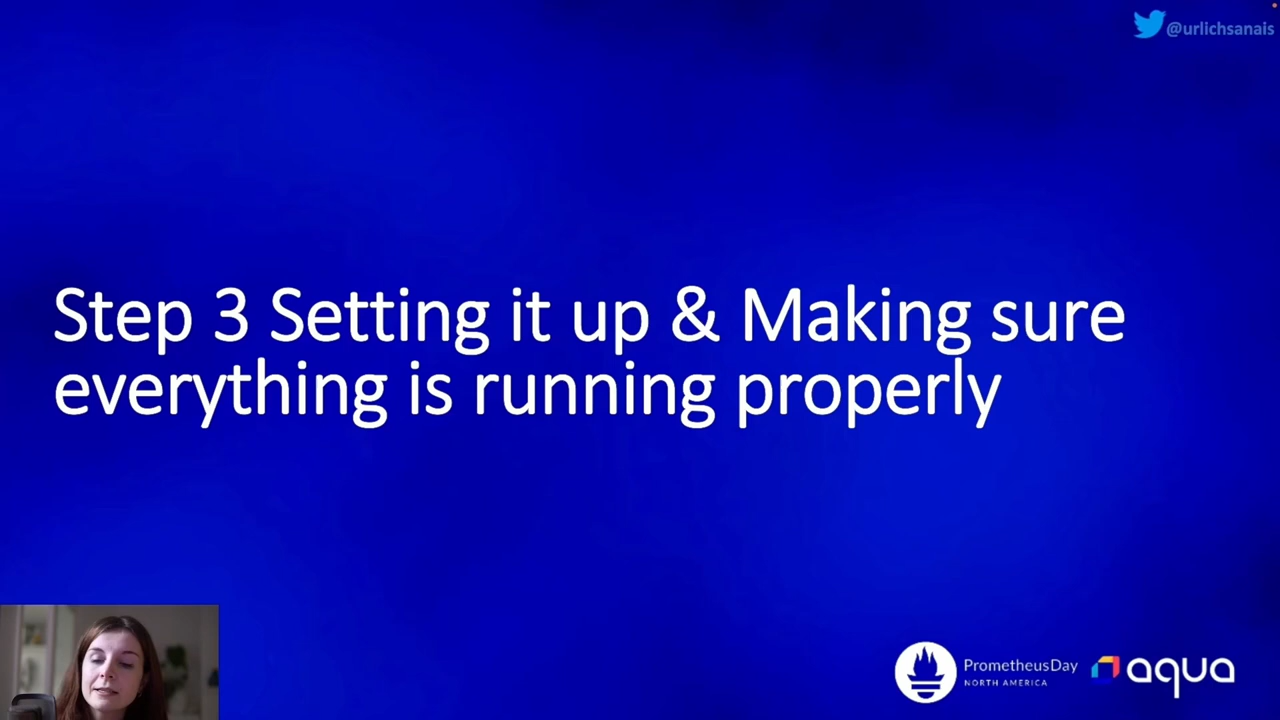 @urlichsanais
Step 3 Setting it up & Making sure
everything is running properly
PrometheusDay
NORTH AMERICA
aqua